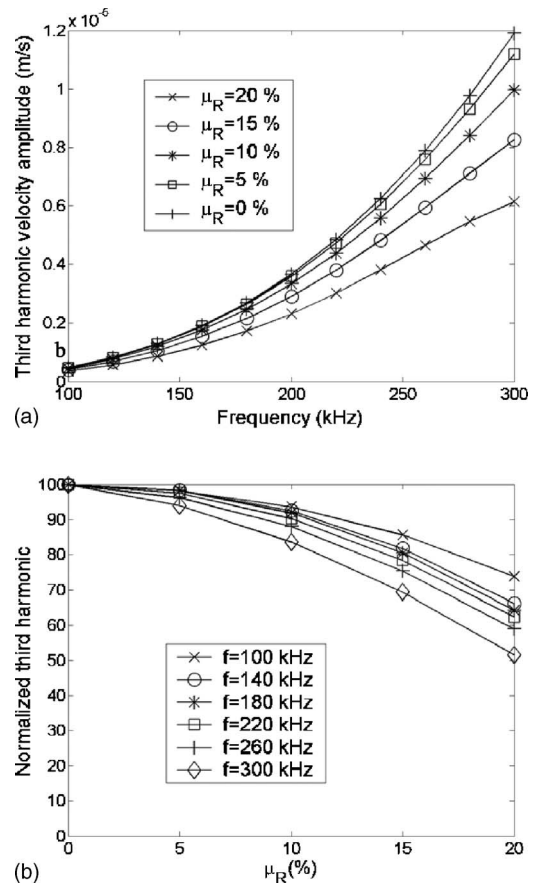 x 10⁻⁶
Third harmonic velocity amplitude (m/s)
1.2
1
0.8
0.6
0.4
0.2
b
0
μR=20 %
μR=15 %
μR=10 %
μR=5 %
μR=0 %
100
150
200
250
300
(a)
Frequency (kHz)
Normalized third harmonic
100
90
80
70
60
50
40
30
20
10
0
f=100 kHz
f=140 kHz
f=180 kHz
f=220 kHz
f=260 kHz
f=300 kHz
0
5
10
15
20
(b)
μR(%)